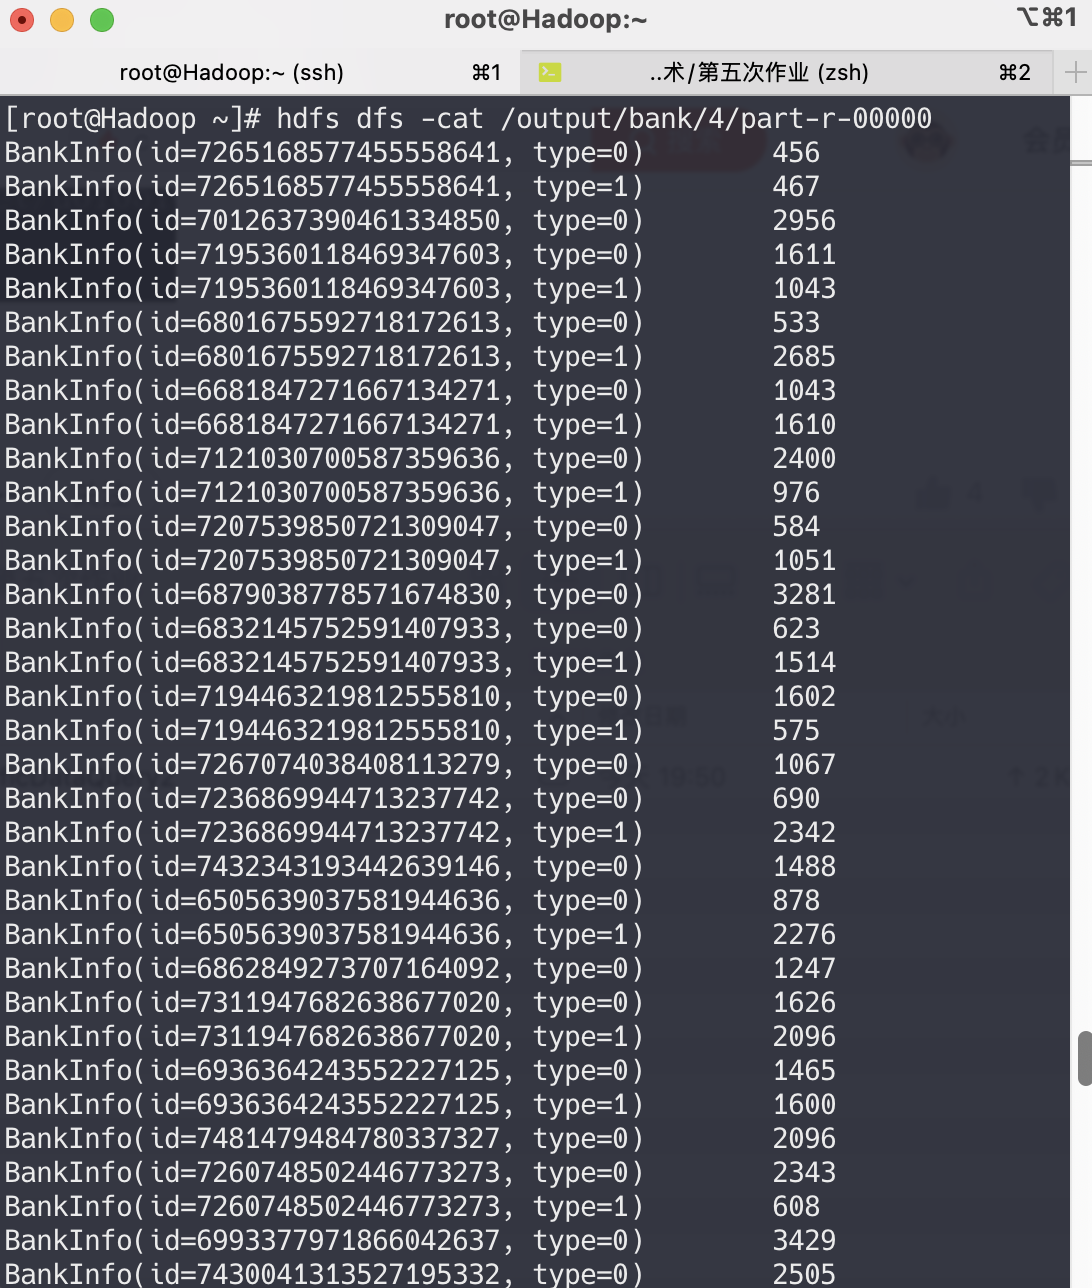 root@Hadoop:~
⌥⌘1
root@Hadoop:~ (ssh) ⌘1 ..术/第五次作业 (zsh) ⌘2
[root@Hadoop ~]# hdfs dfs -cat /output/bank/4/part-r-00000
BankInfo(id=7265168577455558641, type=0) 456
BankInfo(id=7265168577455558641, type=1) 467
BankInfo(id=7012637390461334850, type=0) 2956
BankInfo(id=7195360118469347603, type=0) 1611
BankInfo(id=7195360118469347603, type=1) 1043
BankInfo(id=6801675592718172613, type=0) 533
BankInfo(id=6801675592718172613, type=1) 2685
BankInfo(id=6681847271667134271, type=0) 1043
BankInfo(id=6681847271667134271, type=1) 1610
BankInfo(id=7121030700587359636, type=0) 2400
BankInfo(id=7121030700587359636, type=1) 976
BankInfo(id=7207539850721309047, type=0) 584
BankInfo(id=7207539850721309047, type=1) 1051
BankInfo(id=6879038778571674830, type=0) 3281
BankInfo(id=6832145752591407933, type=0) 623
BankInfo(id=6832145752591407933, type=1) 1514
BankInfo(id=7194463219812555810, type=0) 1602
BankInfo(id=7194463219812555810, type=1) 575
BankInfo(id=7267074038408113279, type=0) 1067
BankInfo(id=7236869944713237742, type=0) 690
BankInfo(id=7236869944713237742, type=1) 2342
BankInfo(id=7432343193442639146, type=0) 1488
BankInfo(id=6505639037581944636, type=0) 878
BankInfo(id=6505639037581944636, type=1) 2276
BankInfo(id=6862849273707164092, type=0) 1247
BankInfo(id=7311947682638677020, type=0) 1626
BankInfo(id=7311947682638677020, type=1) 2096
BankInfo(id=6936364243552227125, type=0) 1465
BankInfo(id=6936364243552227125, type=1) 1600
BankInfo(id=7481479484780337327, type=0) 2096
BankInfo(id=7260748502446773273, type=0) 2343
BankInfo(id=7260748502446773273, type=1) 608
BankInfo(id=6993377971866042637, type=0) 3429
BankInfo(id=7430041313527195332, type=0) 2505